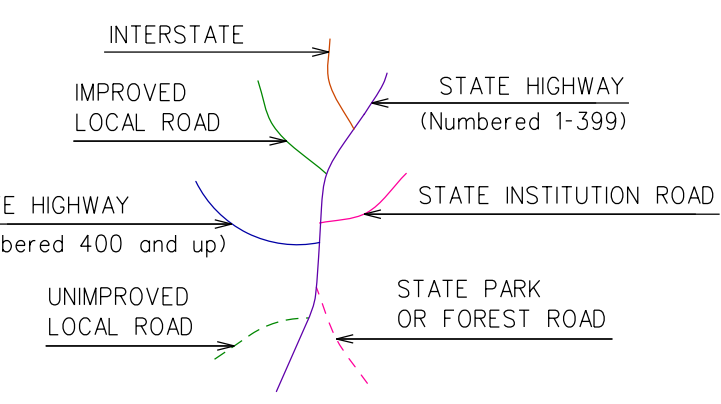 INTERSTATE
STATE HIGHWAY
(Numbered 1-399)
IMPROVED
LOCAL ROAD
STATE INSTITUTION ROAD
E HIGHWAY
bered 400 and up)
STATE PARK
OR FOREST ROAD
UNIMPROVED
LOCAL ROAD